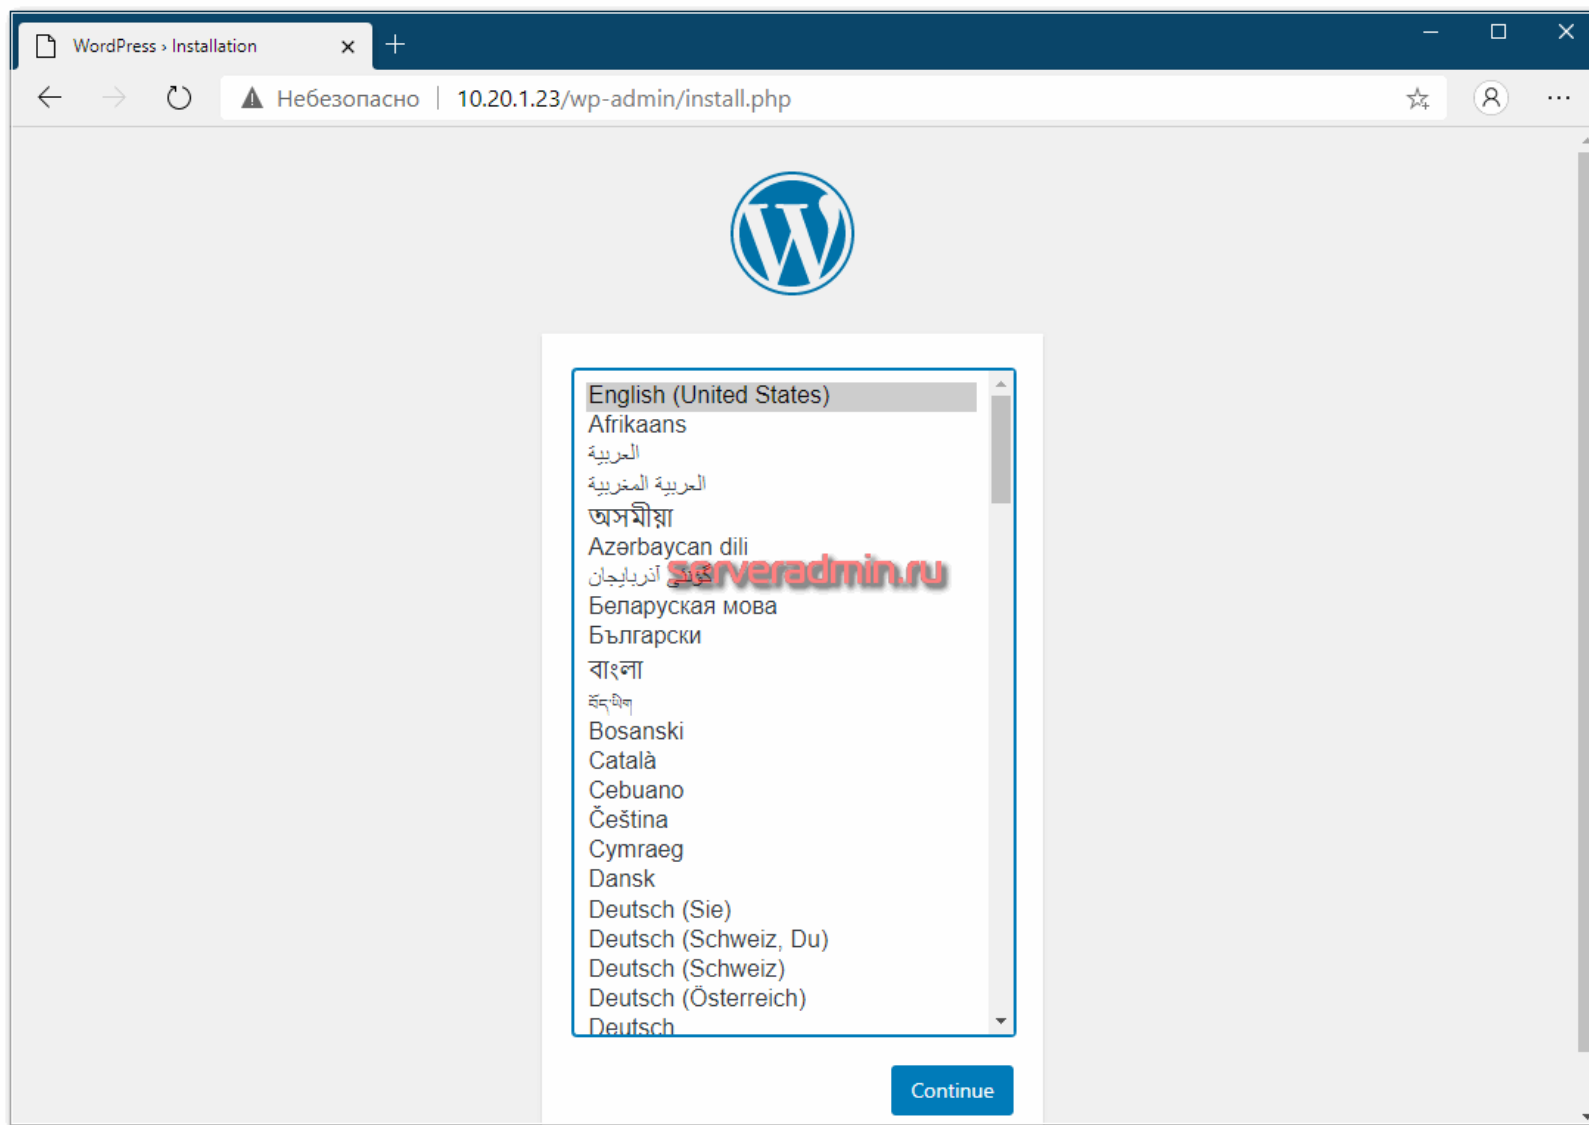 WordPress › Installation
Небезопасно
10.20.1.23/wp-admin/install.php
English (United States)
Afrikaans
العربية
العربية المغربية
অসমীয়া
Azərbaycan dili
گؤنئی آذربایجان
serveradmin.ru
Беларуская мова
Български
বাংলা
བོད་ཡིག
Bosanski
Català
Cebuano
Čeština
Cymraeg
Dansk
Deutsch (Sie)
Deutsch (Schweiz, Du)
Deutsch (Schweiz)
Deutsch (Österreich)
Deutsch
Continue